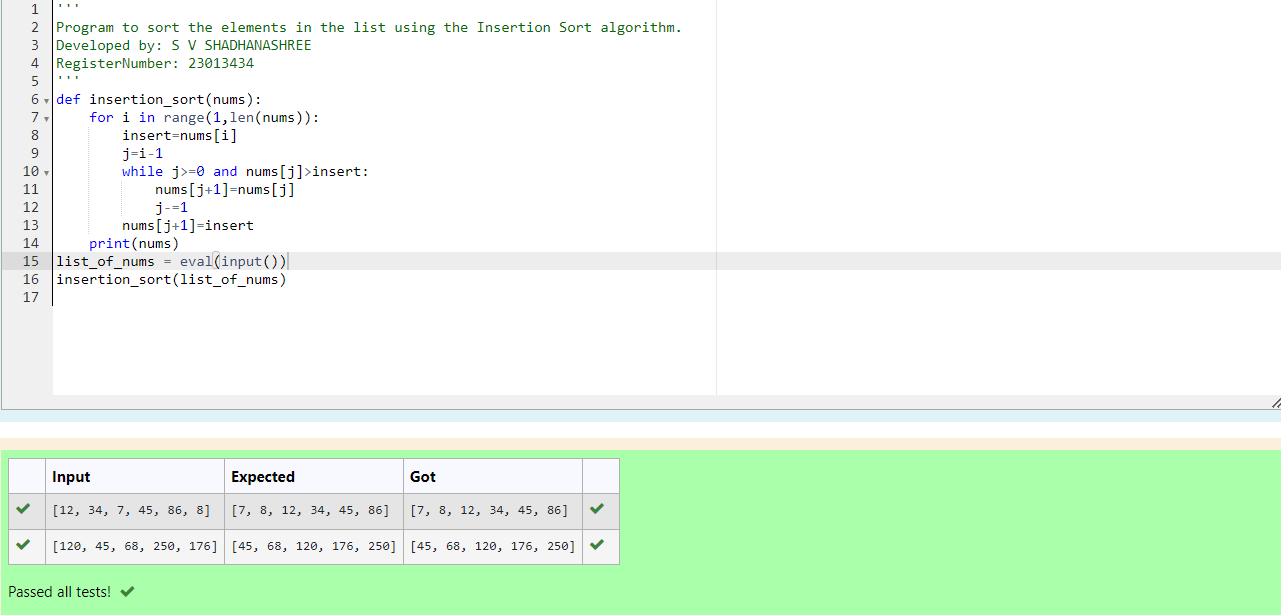 1 '''
2 Program to sort the elements in the list using the Insertion Sort algorithm.
3 Developed by: S V SHADHANASHREE
4 RegisterNumber: 23013434
5 '''
6 def insertion_sort(nums):
7     for i in range(1,len(nums)):
8         insert=nums[i]
9         j=i-1
10         while j>=0 and nums[j]>insert:
11             nums[j+1]=nums[j]
12             j-=1
13         nums[j+1]=insert
14     print(nums)
15 list_of_nums = eval(input())
16 insertion_sort(list_of_nums)
17
Input Expected Got
[12, 34, 7, 45, 86, 8] [7, 8, 12, 34, 45, 86] [7, 8, 12, 34, 45, 86]
[120, 45, 68, 250, 176] [45, 68, 120, 176, 250] [45, 68, 120, 176, 250]
Passed all tests!